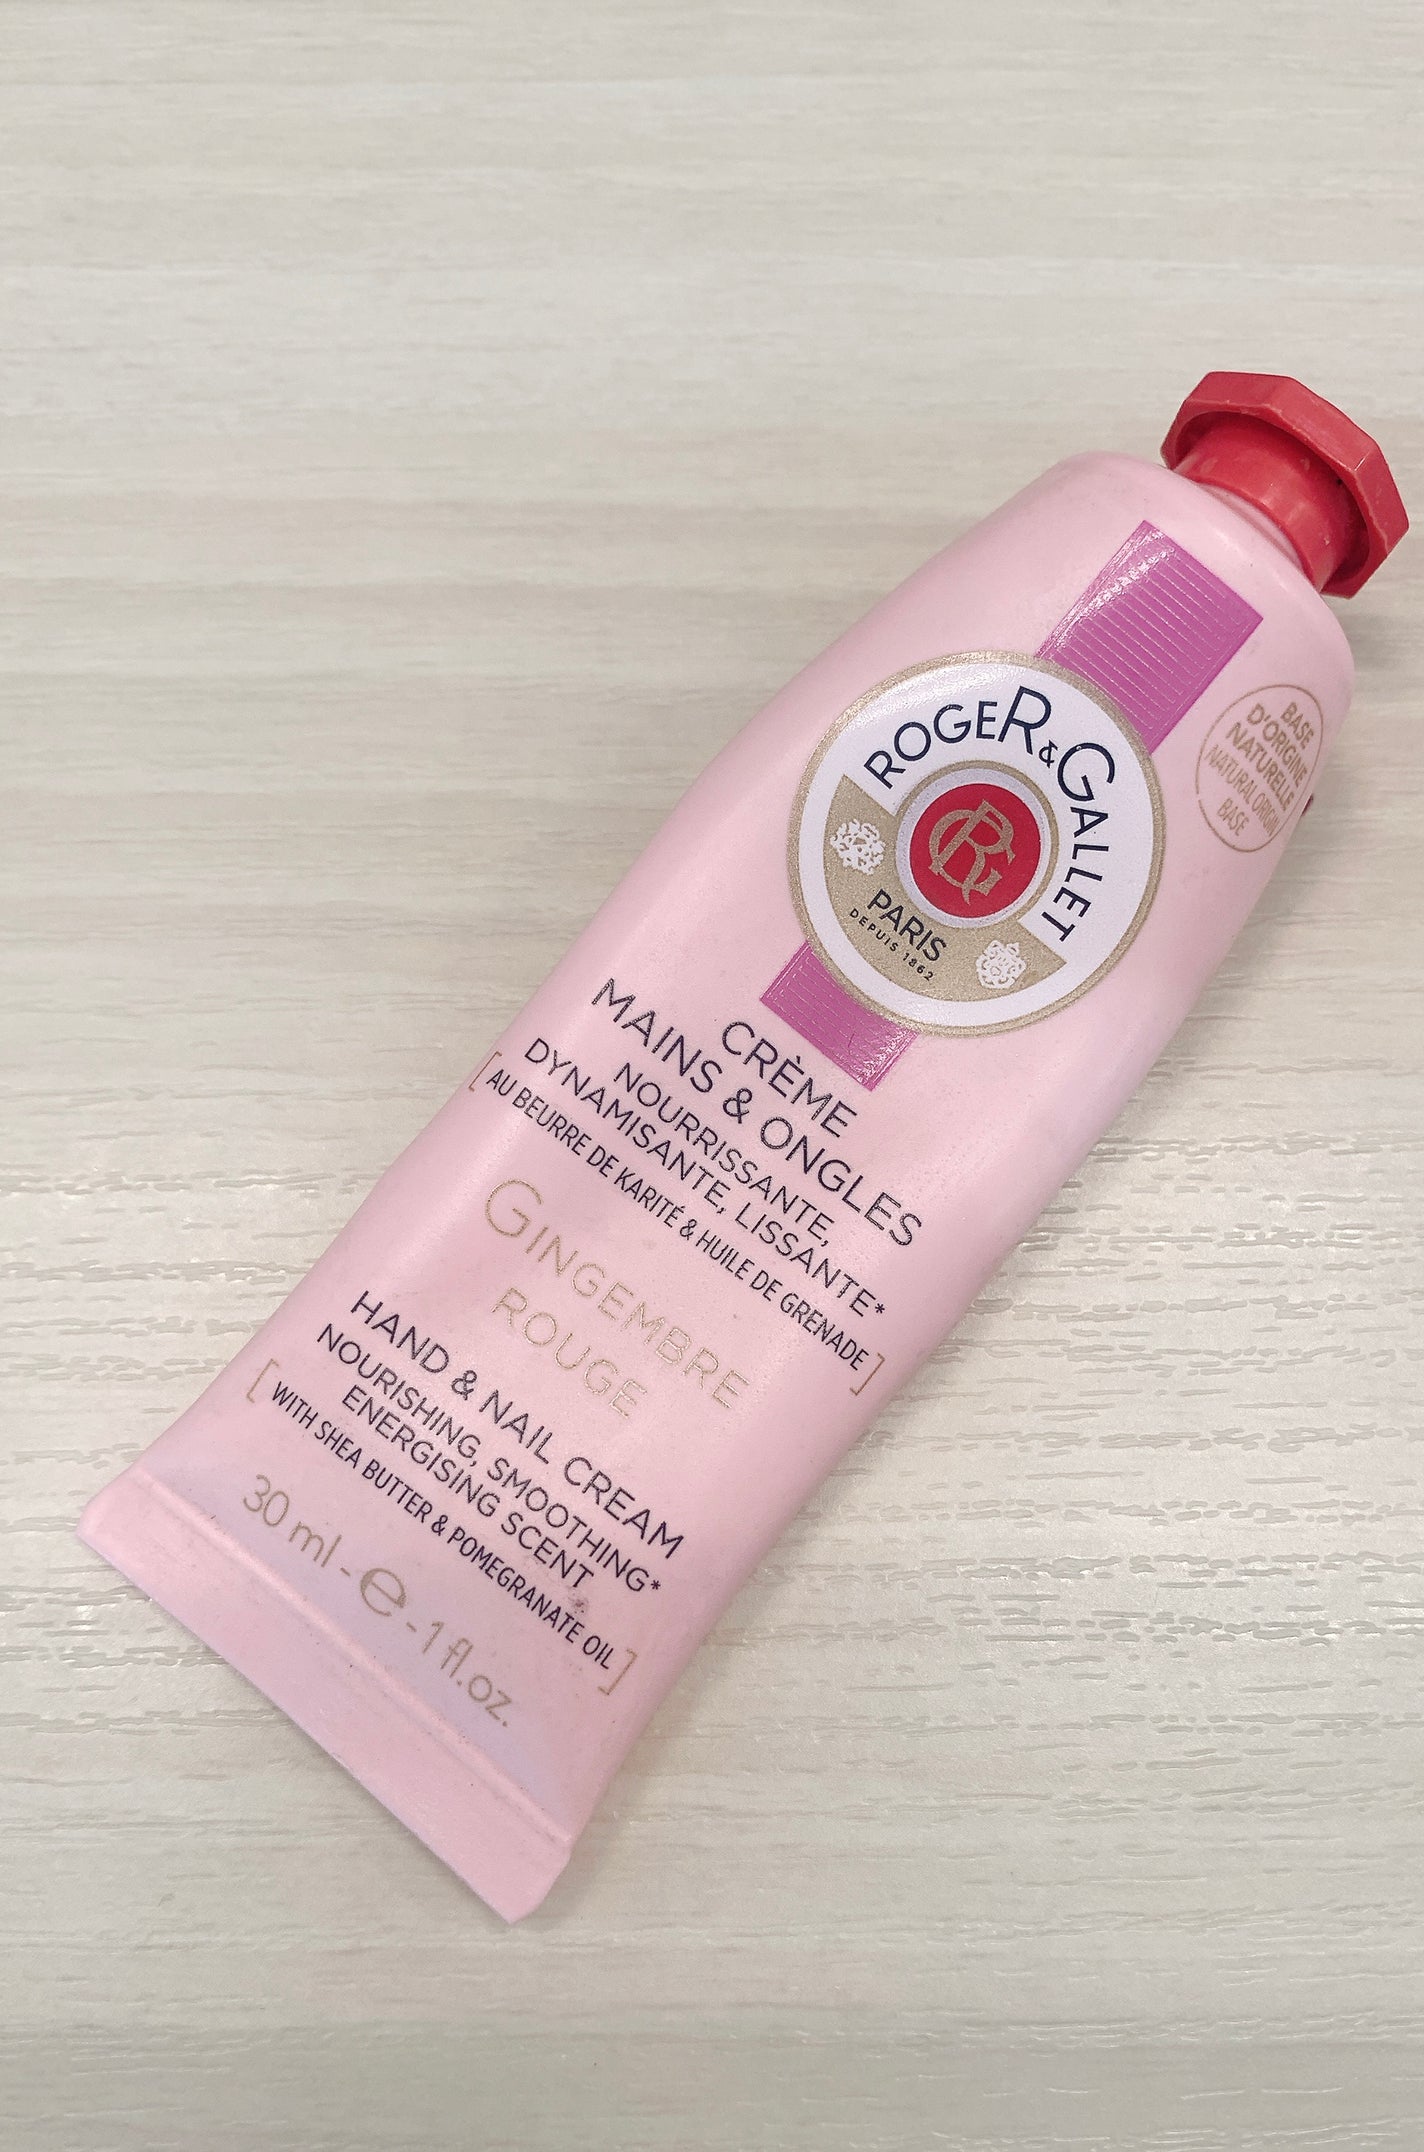 ROGER & GALLET
RG
PARIS
DEPUIS 1862
BASE
D'ORIGINE
NATURELLE
NATURAL ORIGIN
BASE
CRÈME
MAINS & ONGLES
NOURRISSANTE,
DYNAMISANTE, LISSANTE*
[AU BEURRE DE KARITÉ & HUILE DE GRENADE]
GINGEMBRE
ROUGE
HAND & NAIL CREAM
NOURISHING, SMOOTHING*
ENERGISING SCENT
[WITH SHEA BUTTER & POMEGRANATE OIL]
30 ml - e - 1 fl.oz.